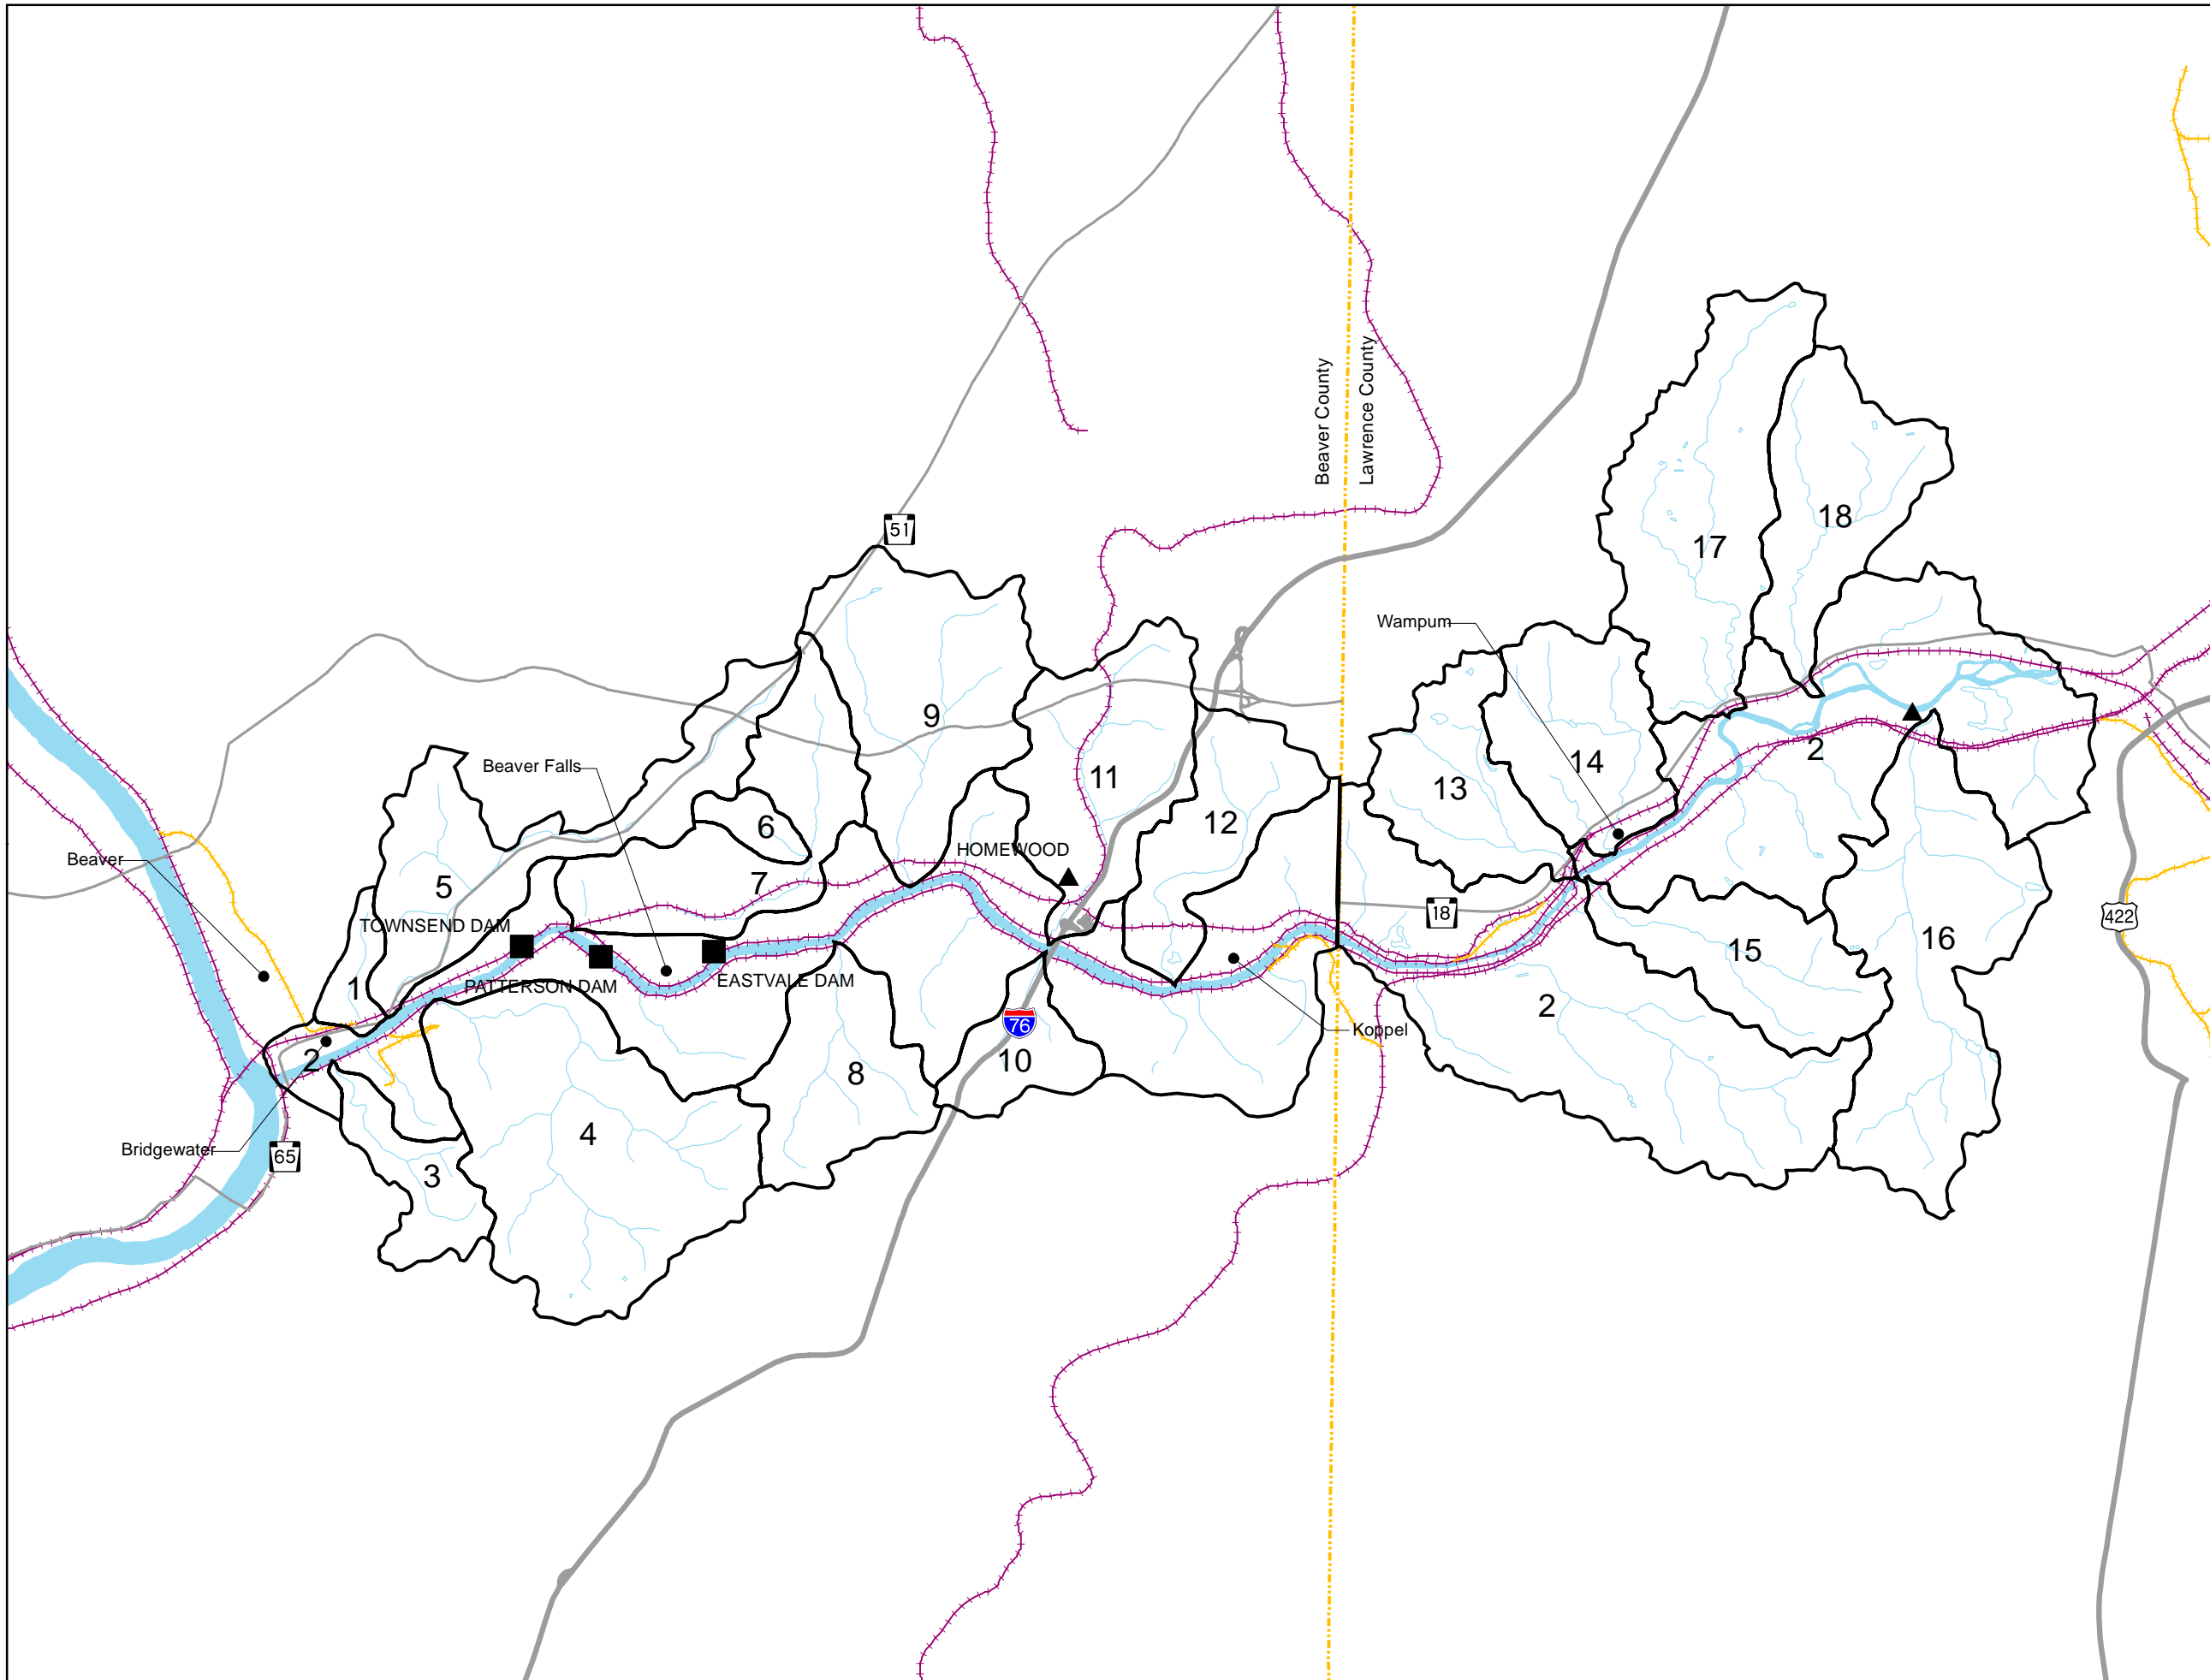 Beaver County
Lawrence County
51
17
18
Wampum
9
2
14
11
13
Beaver Falls
12
6
HOMEWOOD
Beaver
5
7
18
422
TOWNSEND DAM
16
15
1
PATTERSON DAM
EASTVALE DAM
2
76
Koppel
2
10
8
4
Bridgewater
65
3